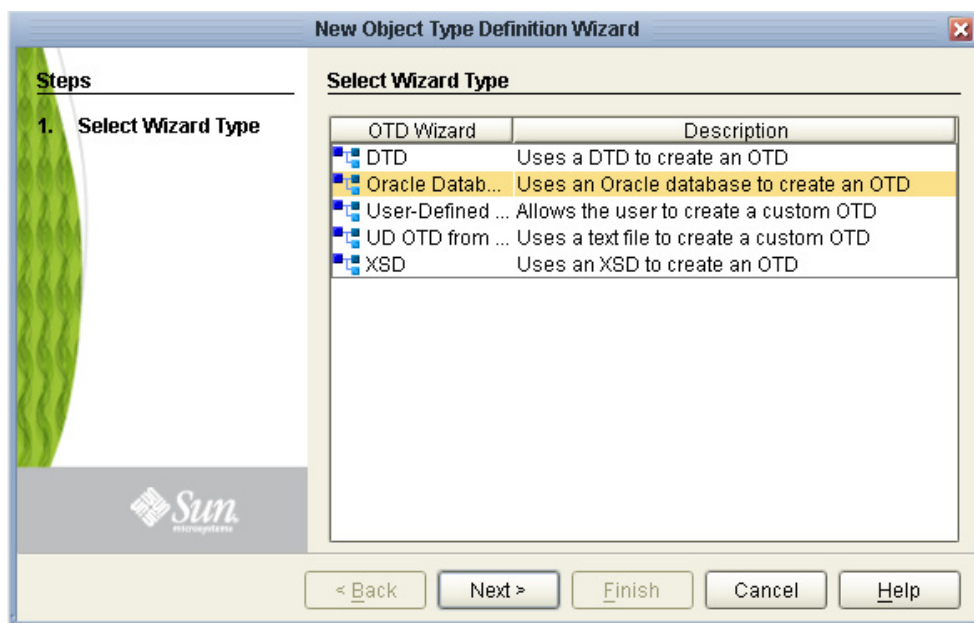 New Object Type Definition Wizard
Steps
1. Select Wizard Type
Select Wizard Type
OTD Wizard Description
DTD Uses a DTD to create an OTD
Oracle Datab... Uses an Oracle database to create an OTD
User-Defined ... Allows the user to create a custom OTD
UD OTD from ... Uses a text file to create a custom OTD
XSD Uses an XSD to create an OTD
Sun
microsystems
< Back Next > Finish Cancel Help